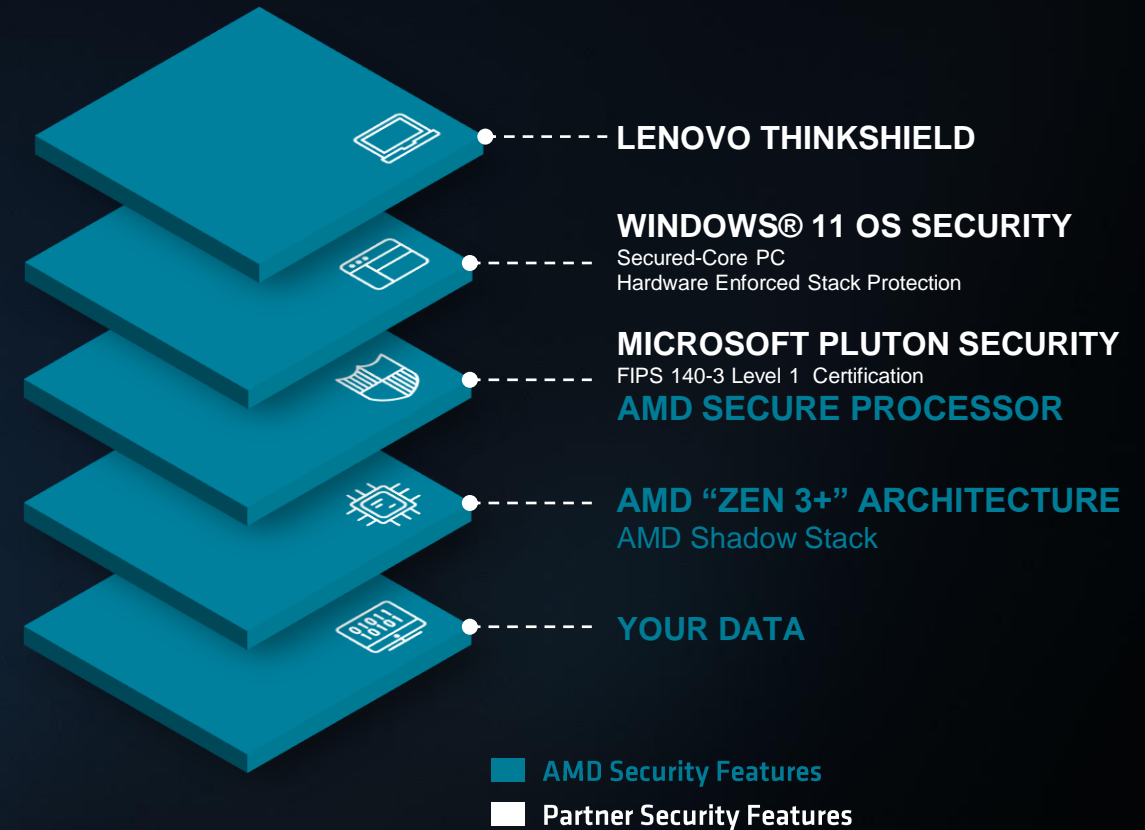 LENOVO THINKSHIELD
WINDOWS® 11 OS SECURITY
Secured-Core PC
Hardware Enforced Stack Protection
MICROSOFT PLUTON SECURITY
FIPS 140-3 Level 1 Certification
AMD SECURE PROCESSOR
AMD “ZEN 3+” ARCHITECTURE
AMD Shadow Stack
01011
10101
YOUR DATA
AMD Security Features
Partner Security Features